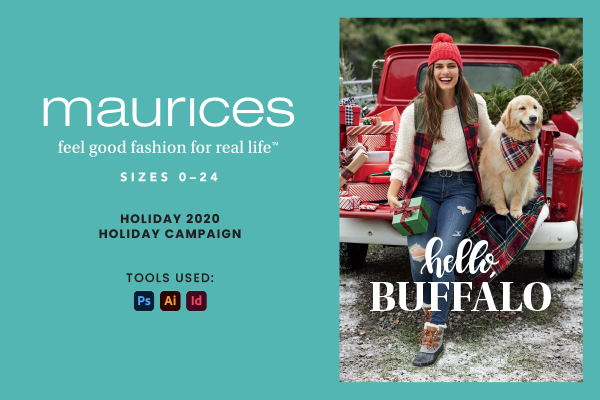 maurices
feel good fashion for real life™
SIZES 0–24
HOLIDAY 2020
HOLIDAY CAMPAIGN
TOOLS USED:
Ps Ai Id
hello,
BUFFALO